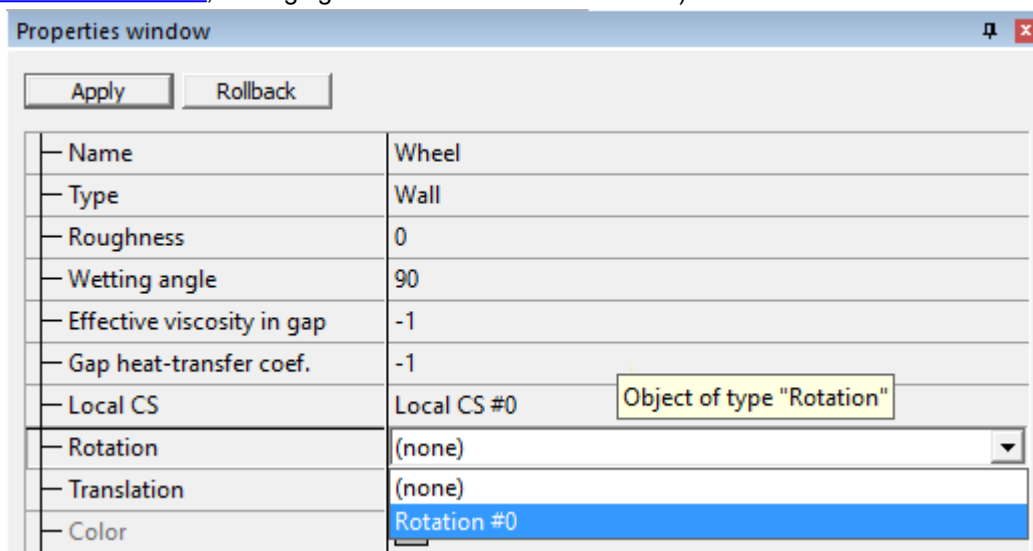 Properties window
Apply Rollback
Name Wheel
Type Wall
Roughness 0
Wetting angle 90
Effective viscosity in gap -1
Gap heat-transfer coef. -1
Object of type "Rotation"
Local CS Local CS #0
Rotation (none)
Translation (none)
Color Rotation #0